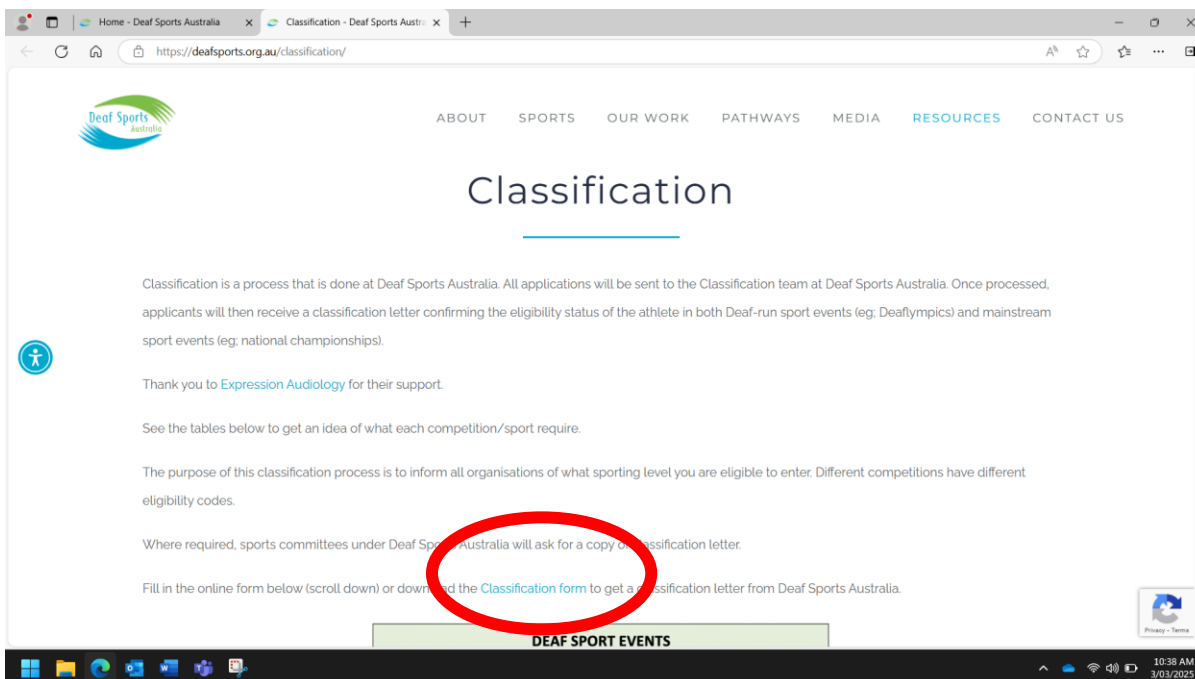 Home - Deaf Sports Australia
Classification - Deaf Sports Austr
https://deafsports.org.au/classification/
Deaf Sports
Australia
ABOUT SPORTS OUR WORK PATHWAYS MEDIA RESOURCES CONTACT US
Classification
Classification is a process that is done at Deaf Sports Australia. All applications will be sent to the Classification team at Deaf Sports Australia. Once processed,
applicants will then receive a classification letter confirming the eligibility status of the athlete in both Deaf-run sport events (eg; Deaflympics) and mainstream
sport events (eg; national championships).
Thank you to Expression Audiology for their support.
See the tables below to get an idea of what each competition/sport require.
The purpose of this classification process is to inform all organisations of what sporting level you are eligible to enter. Different competitions have different
eligibility codes.
Where required, sports committees under Deaf Australia will ask for a copy letter.
Fill in the online form below (scroll down) or the Classification form to get a classification letter from Deaf Sports Australia.
DEAF SPORT EVENTS
Privacy - Terms
10:38 AM
3/03/2025